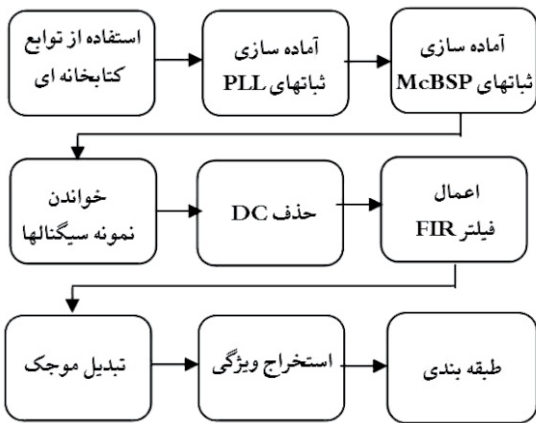 استفاده از توابع
کتابخانه ای
آماده سازی
ثباتهای PLL
آماده سازی
ثباتهای McBSP
خواندن
نمونه سیگنالها
حذف DC
اعمال
فیلتر FIR
تبدیل موجک
استخراج ویژگی
طبقه بندی